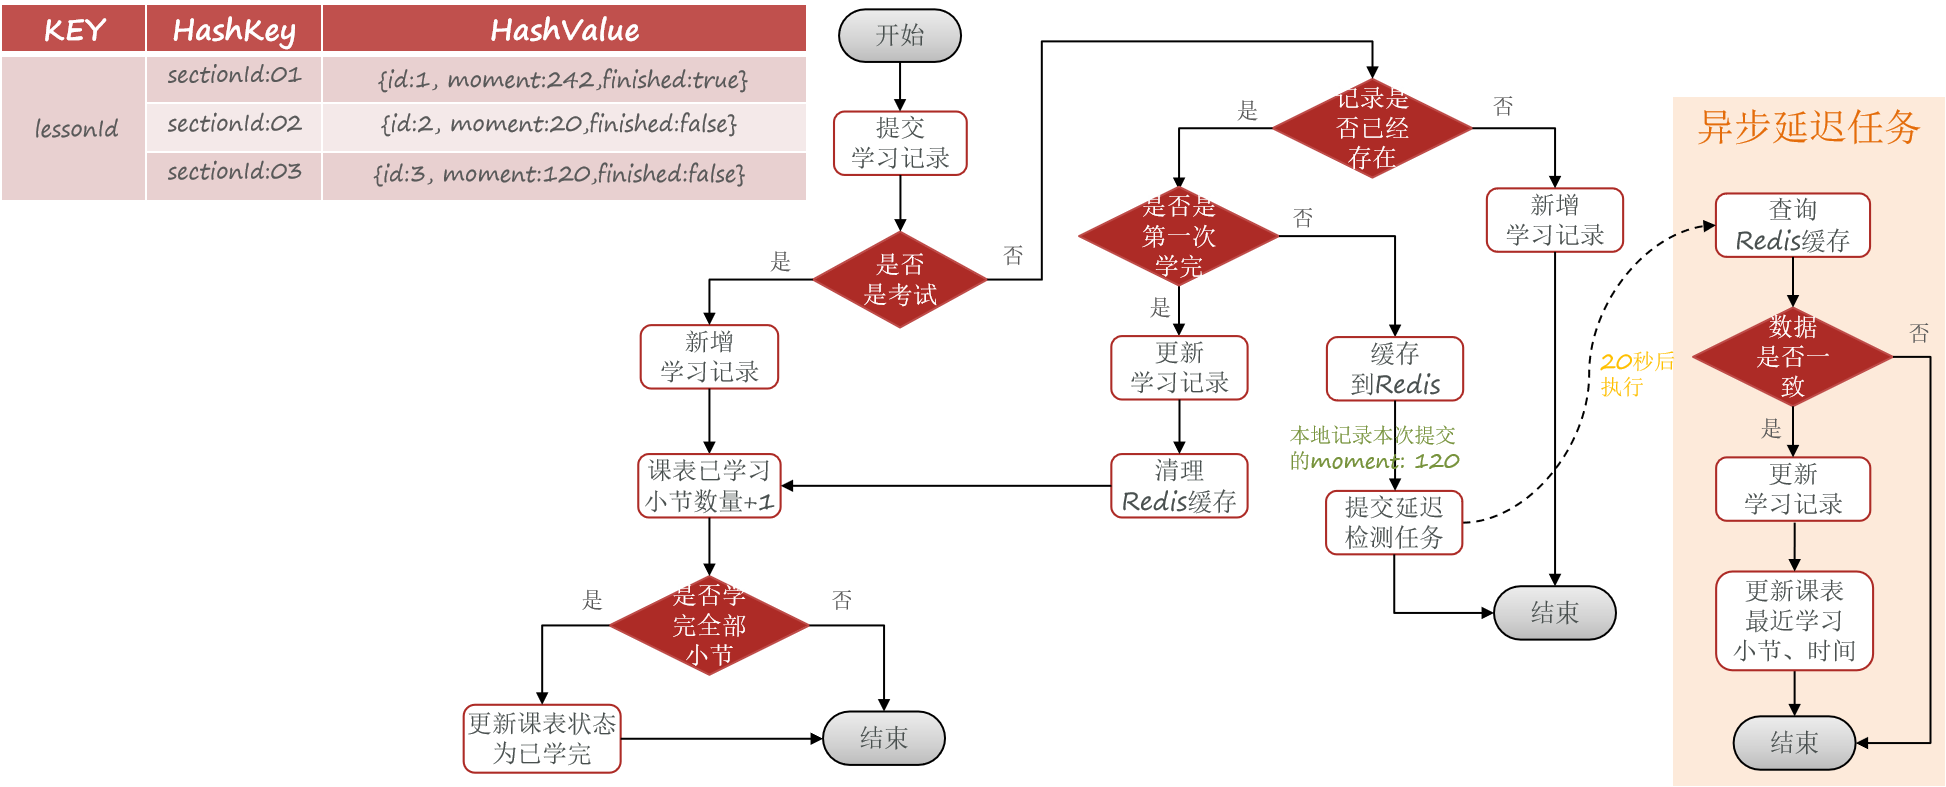 KEY HashKey HashValue
lessonId
sectionId:01 {id:1, moment:242,finished:true}
sectionId:02 {id:2, moment:20,finished:false}
sectionId:03 {id:3, moment:120,finished:false}
开始
提交
学习记录
是否
是考试
是
否
新增
学习记录
课表已学习
小节数量+1
是否学
完全部
小节
是
否
更新课表状态
为已学完
结束
记录是
否已经
存在
是
否
是否是
第一次
学完
是
否
更新
学习记录
清理
Redis缓存
缓存
到Redis
本地记录本次提交
的moment: 120
提交延迟
检测任务
新增
学习记录
结束
20秒后
执行
异步延迟任务
查询
Redis缓存
数据
是否一
致
是
否
更新
学习记录
更新课表
最近学习
小节、时间
结束